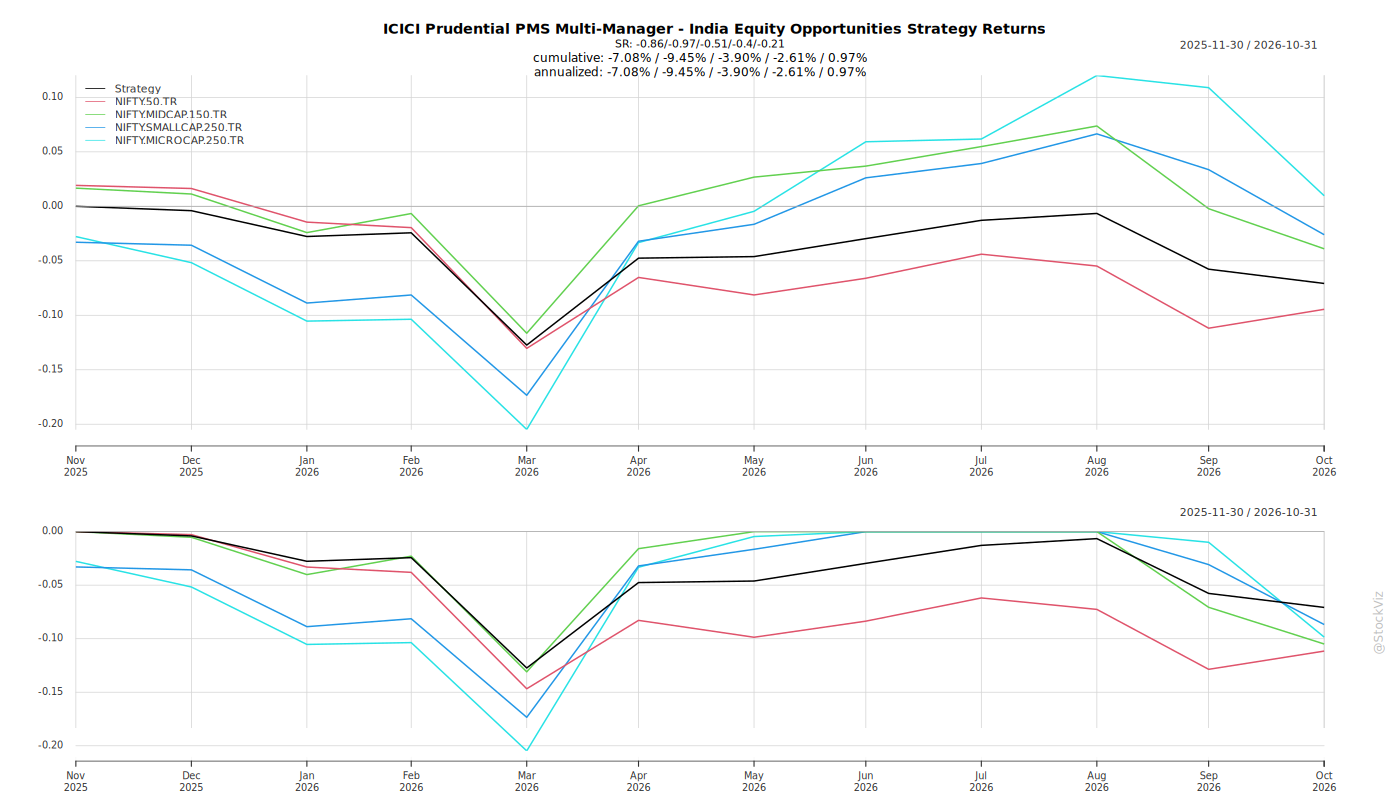 ICICI Prudential PMS Multi-Manager - India Equity Opportunities Strategy Returns
SR: -0.86/-0.97/-0.51/-0.4/-0.21
cumulative: -7.08% / -9.45% / -3.90% / -2.61% / 0.97%
annualized: -7.08% / -9.45% / -3.90% / -2.61% / 0.97%
2025-11-30 / 2026-10-31
Strategy
NIFTY.50.TR
NIFTY.MIDCAP.150.TR
NIFTY.SMALLCAP.250.TR
NIFTY.MICROCAP.250.TR
0.10
0.05
0.00
-0.05
-0.10
-0.15
-0.20
Nov Dec Jan Feb Mar Apr May Jun Jul Aug Sep Oct
2025 2025 2026 2026 2026 2026 2026 2026 2026 2026 2026 2026
2025-11-30 / 2026-10-31
0.00
-0.05
-0.10
-0.15
-0.20
Nov Dec Jan Feb Mar Apr May Jun Jul Aug Sep Oct
2025 2025 2026 2026 2026 2026 2026 2026 2026 2026 2026 2026
@StockViz